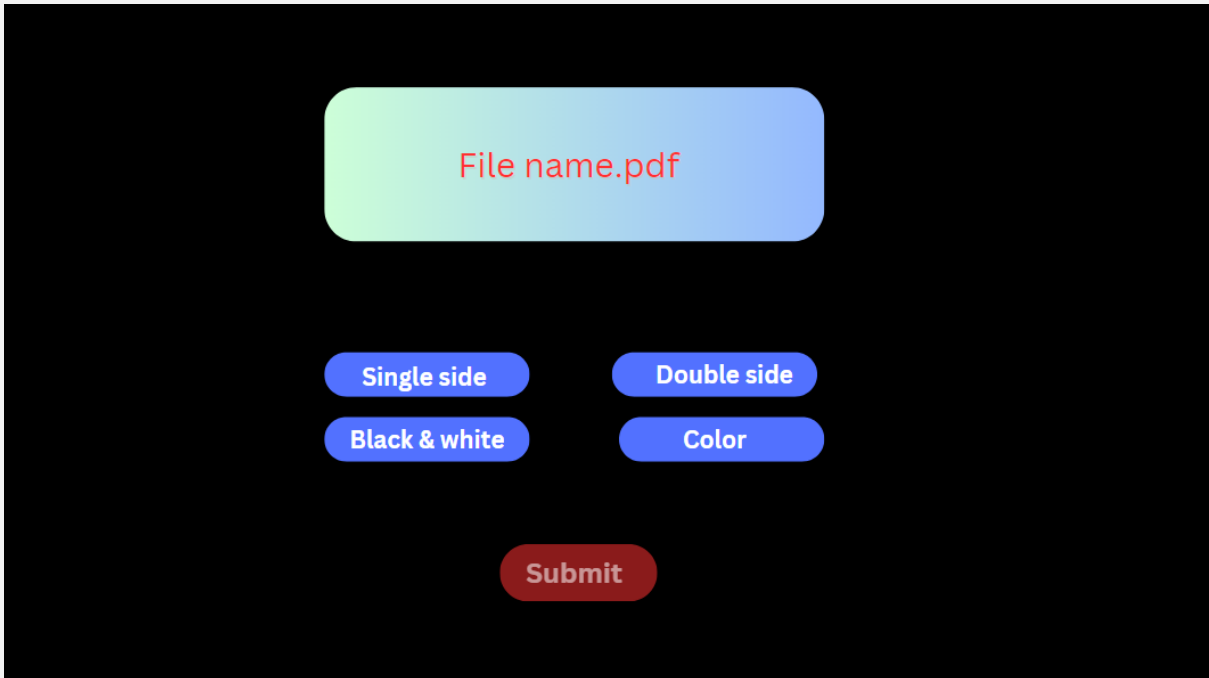 File name.pdf
Single side
Double side
Black & white
Color
Submit